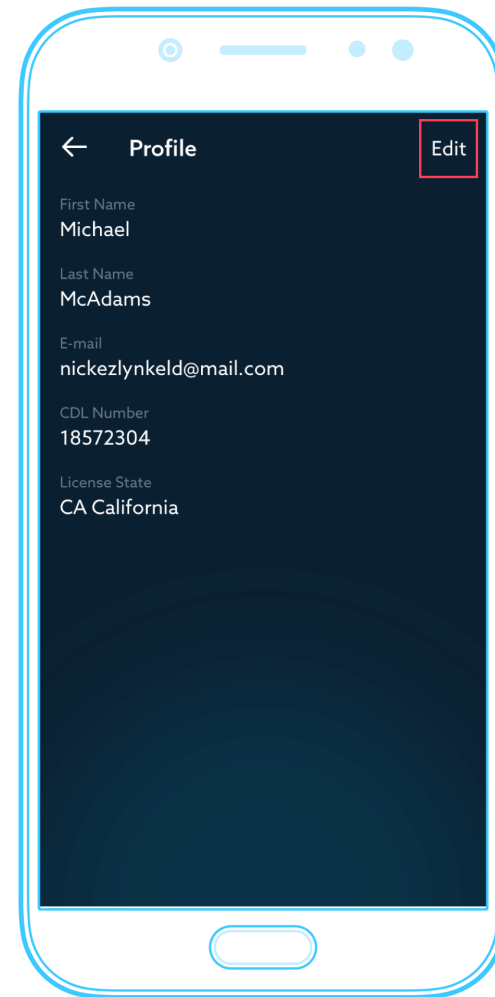 Profile
Edit
First Name
Michael
Last Name
McAdams
E-mail
nickezlynkeld@mail.com
CDL Number
18572304
License State
CA California